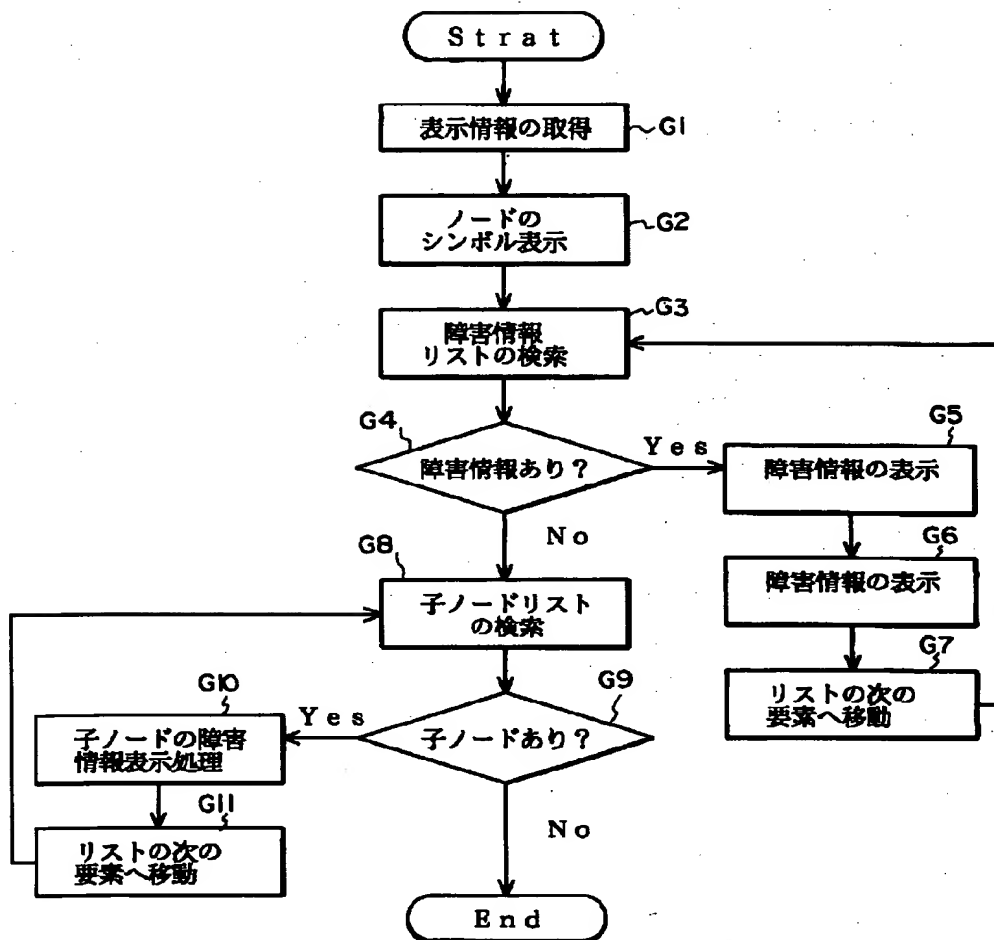 Strat
表示情報の取得
G1
ノードの
シンボル表示
G2
G3
障害情報
リストの検索
G4
障害情報あり？
Yes
G5
障害情報の表示
No
G6
障害情報の表示
G7
リストの次の
要素へ移動
G8
子ノードリスト
の検索
G9
子ノードあり？
Yes
G10
子ノードの障害
情報表示処理
G11
リストの次の
要素へ移動
No
End